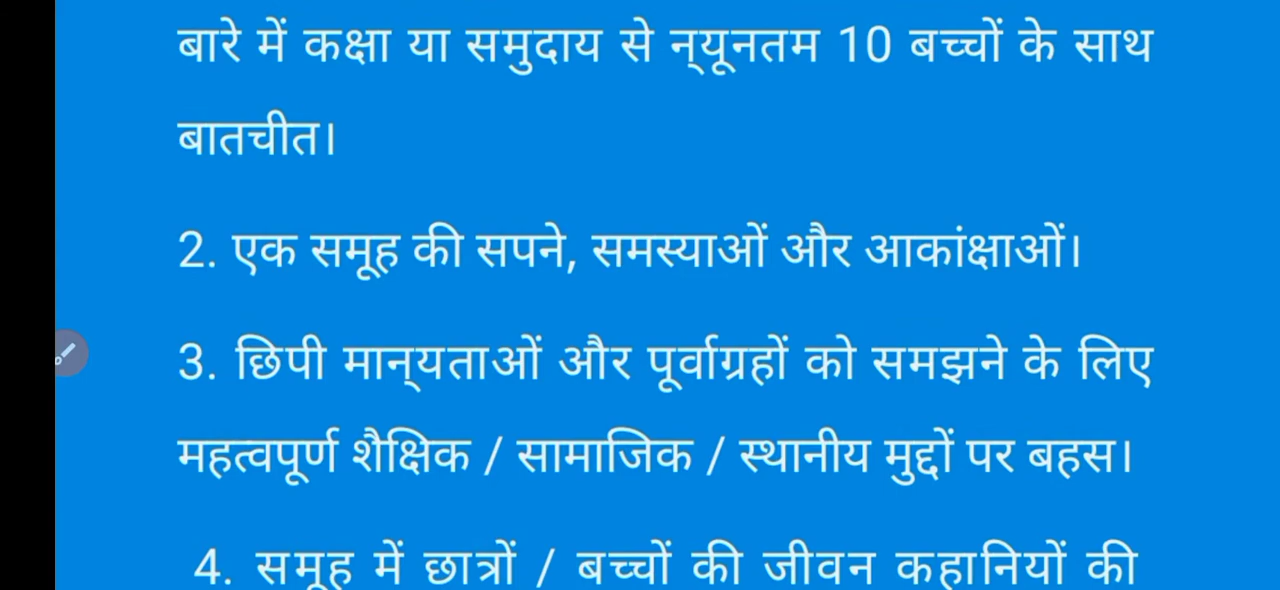 बारे में कक्षा या समुदाय से न्‌यूनतम 10 बच्चों के साथ
बातचीत।
2. एक समूह की सपने, समस्याओं और आकांक्षाओं।
3. छिपी मान्‌यताओं और पूर्वाग्रहों को समझने के लिए
महत्वपूर्ण शैक्षिक / सामाजिक / स्थानीय मुद्दों पर बहस।
4. समूह में छात्रों / बच्चों की जीवन कहानियों की